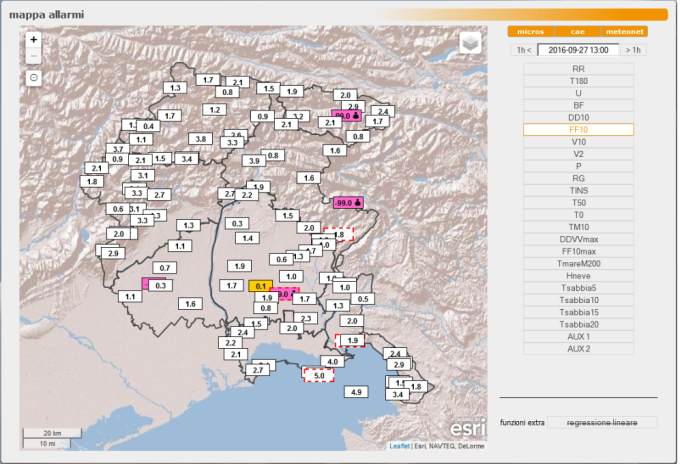 mappa allarmi
micros cae meteonet
1h < 2016-09-27 13:00 > 1h
RR
T180
U
BF
DD10
FF10
V10
V2
P
RG
TINS
T50
T0
TM10
DDVVmax
FF10max
TmareM200
Hneve
Tsabbia5
Tsabbia10
Tsabbia15
Tsabbia20
AUX 1
AUX 2
funzioni extra regressione lineare
+
1.7 2.1
1.3 0.8 1.5 1.9 2.0
1.7 1.2 0.9 2.9 2.4
0.4 2.1 2.1 1.7
1.1 3.8 3.3 0.8
3.7 1.6
0.9 2.1 1.5 3.4 3.9 0.8
2.1
1.8 3.1 1.6
3.3 2.7 2.7 2.2 1.9
-99.0
0.6 3.1
3.3 1.3 0.3 1.5
2.0 1.4 2.0 1.8
2.9 1.1
0.7 1.9 0.6 1.3
1.0
0.3 1.7 0.1 1.0
1.1 1.6 1.9 1.7 0.5
0.8 1.3
1.5 2.3 2.0
2.4 2.0
2.2 1.9
2.1 2.4
2.7 4.0 2.9
5.0
1.8
4.9 3.4
20 km
10 mi
esri
Leaflet | Esri, NAVTEQ, DeLorme